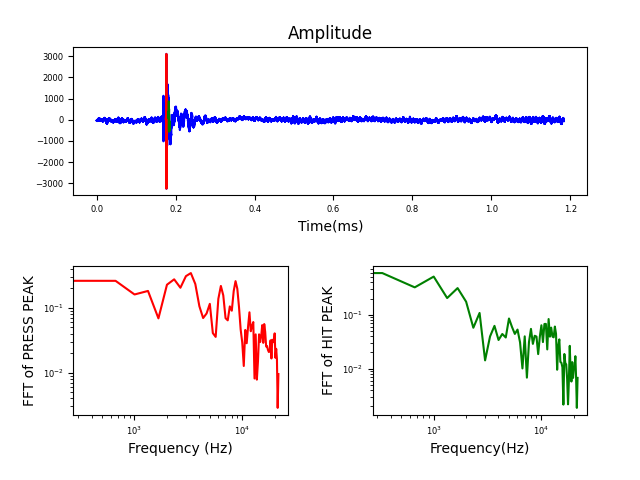 Amplitude
3000
2000
1000
0
−1000
−2000
−3000
0.0 0.2 0.4 0.6 0.8 1.0 1.2
Time(ms)
FFT of PRESS PEAK
10⁻¹
10⁻²
10³ 10⁴
Frequency (Hz)
FFT of HIT PEAK
10⁻¹
10⁻²
10³ 10⁴
Frequency(Hz)